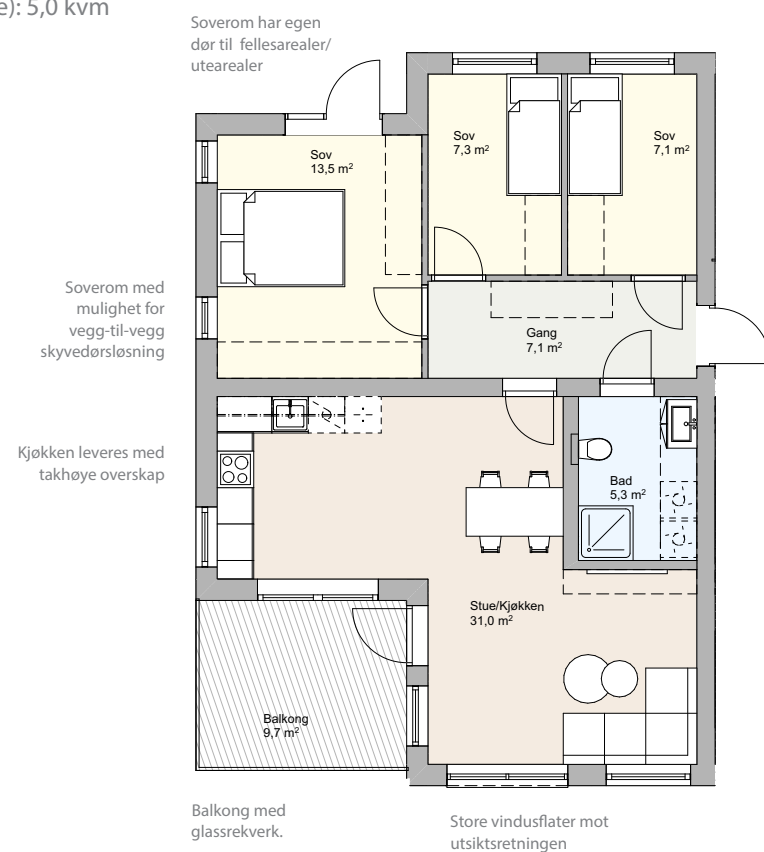 e): 5,0 kvm
Soverom har egen
dør til fellesarealer/
utearealer
Sov
13,5 m²
Sov
7,3 m²
Sov
7,1 m²
Soverom med
mulighet for
vegg-til-vegg
skyvedørsløsning
Gang
7,1 m²
Kjøkken leveres med
takhøye overskap
Bad
5,3 m²
Stue/Kjøkken
31,0 m²
Balkong
9,7 m²
Balkong med
glassrekverk.
Store vindusflater mot
utsiktsretningen